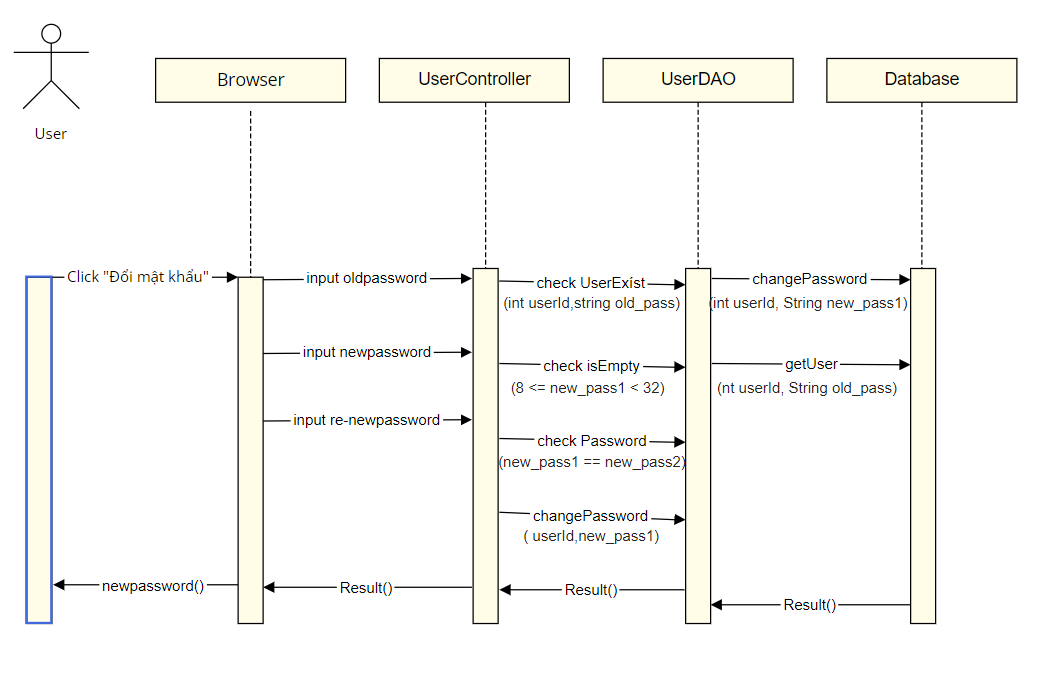 User
Browser
UserController
UserDAO
Database
Click "Đổi mật khẩu"
input oldpassword
check UserExíst
(int userId,string old_pass)
changePassword
(int userId, String new_pass1)
input newpassword
check isEmpty
(8 <= new_pass1 < 32)
getUser
(nt userId, String old_pass)
input re-newpassword
check Password
(new_pass1 == new_pass2)
changePassword
( userId,new_pass1)
newpassword()
Result()
Result()
Result()